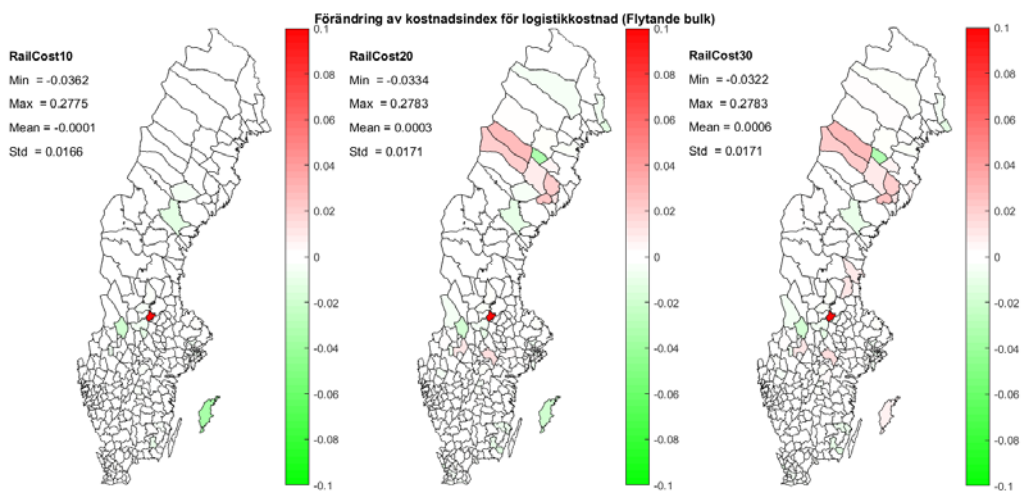 Förändring av kostnadsindex för logistikkostnad (Flytande bulk)
RailCost10
Min = -0.0362
Max = 0.2775
Mean = -0.0001
Std = 0.0166
0.1
0.08
0.06
0.04
0.02
0
-0.02
-0.04
-0.06
-0.08
-0.1
RailCost20
Min = -0.0334
Max = 0.2783
Mean = 0.0003
Std = 0.0171
0.1
0.08
0.06
0.04
0.02
0
-0.02
-0.04
-0.06
-0.08
-0.1
RailCost30
Min = -0.0322
Max = 0.2783
Mean = 0.0006
Std = 0.0171
0.1
0.08
0.06
0.04
0.02
0
-0.02
-0.04
-0.06
-0.08
-0.1